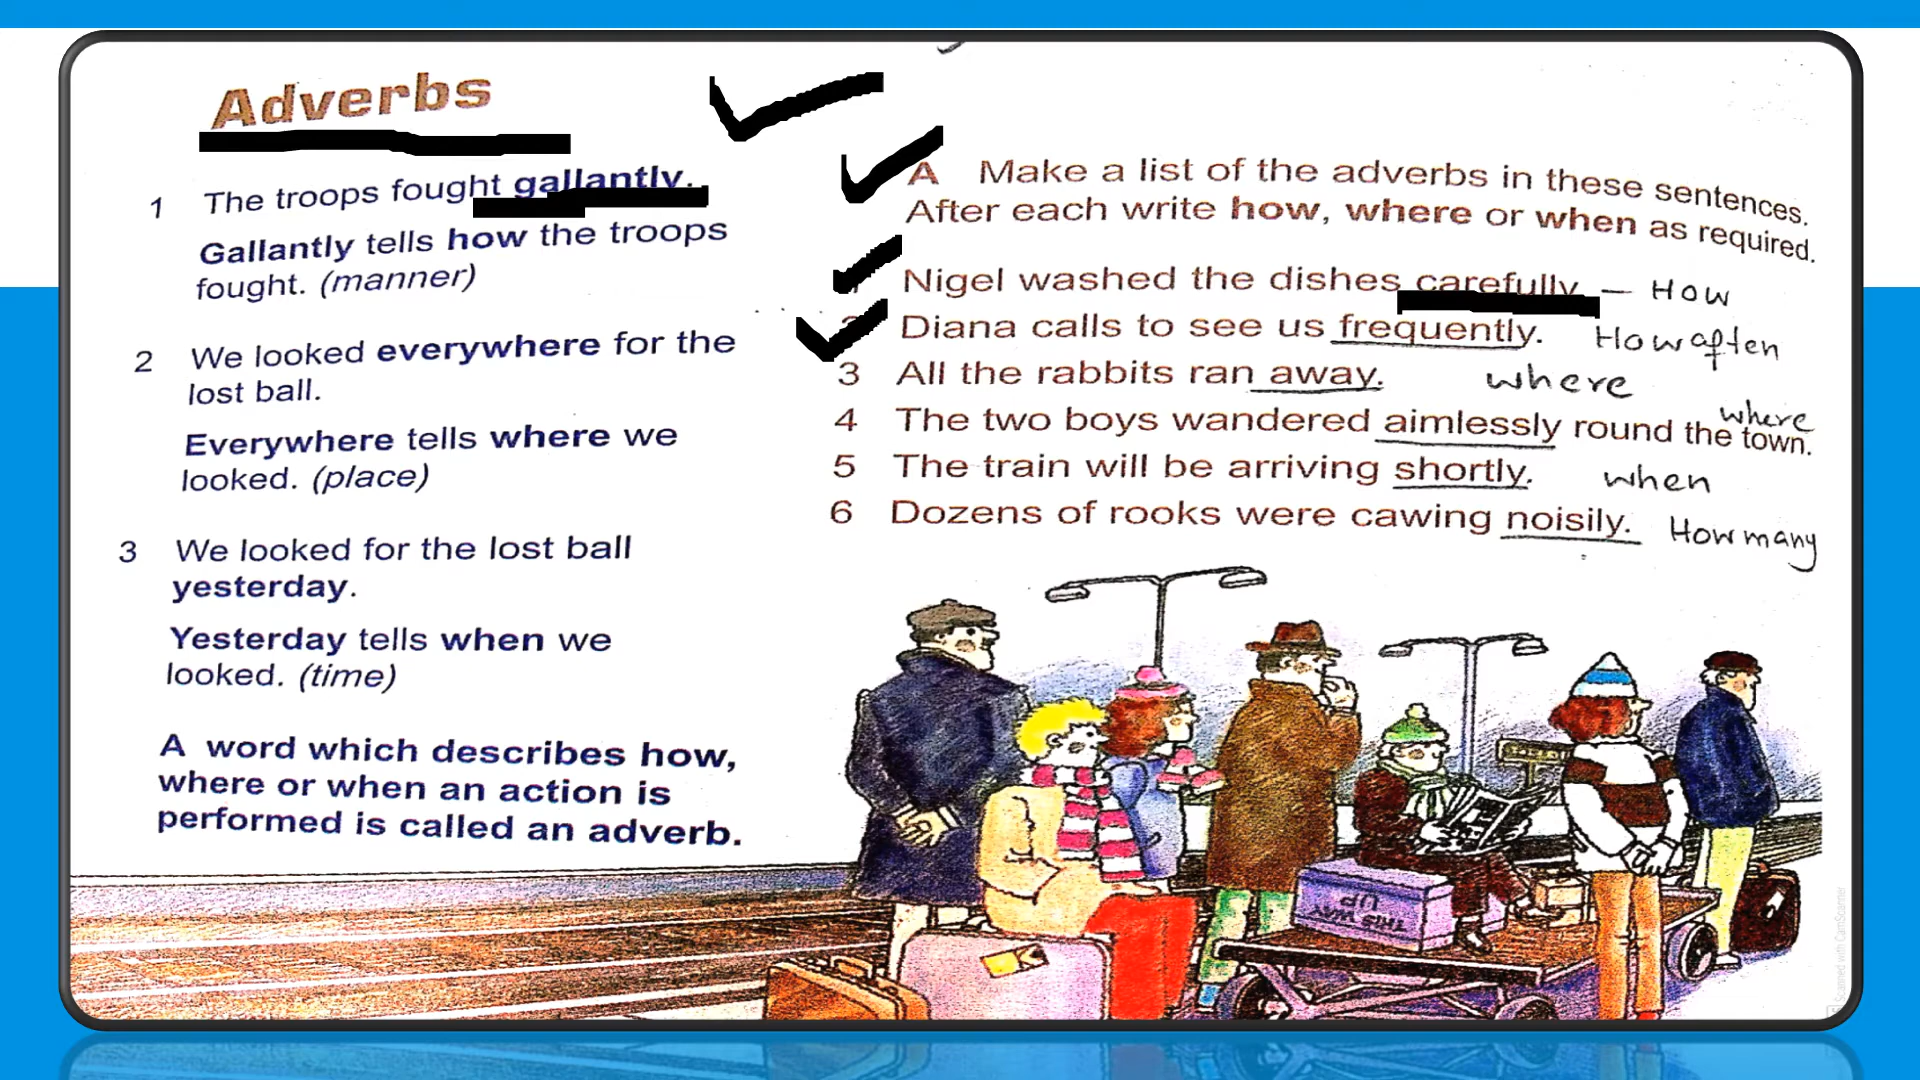 Adverbs
1 The troops fought gallantly.
Gallantly tells how the troops
fought. (manner)
2 We looked everywhere for the
lost ball.
Everywhere tells where we
looked. (place)
3 We looked for the lost ball
yesterday.
Yesterday tells when we
looked. (time)
A word which describes how,
where or when an action is
performed is called an adverb.
A Make a list of the adverbs in these sentences.
After each write how, where or when as required.
Nigel washed the dishes carefully. — How
Diana calls to see us frequently. How often
3 All the rabbits ran away. where
4 The two boys wandered aimlessly round the town. where
5 The train will be arriving shortly. when
6 Dozens of rooks were cawing noisily. How many
THIS WAY
UP
Scanned with CamScanner